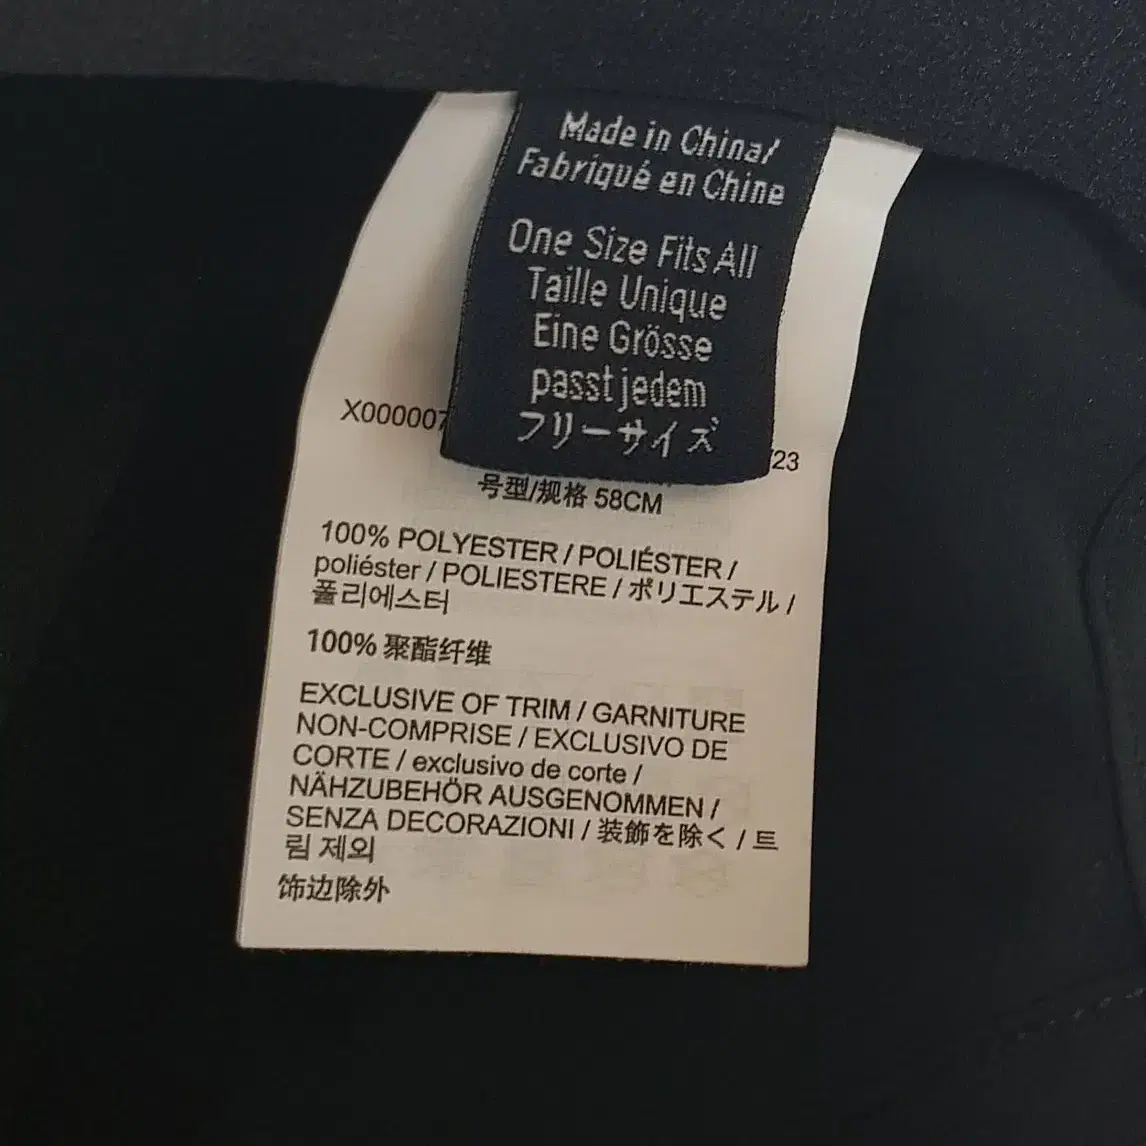 Made in China/
Fabriqué en Chine
One Size Fits All
Taille Unique
Eine Grösse
passt jedem
フリーサイズ
X000007
/23
号型/规格 58CM
100% POLYESTER / POLIÉSTER /
poliéster / POLIESTERE / ポリエステル /
폴리에스터
100% 聚酯纤维
EXCLUSIVE OF TRIM / GARNITURE
NON-COMPRISE / EXCLUSIVO DE
CORTE / exclusivo de corte /
NÄHZUBEHÖR AUSGENOMMEN /
SENZA DECORAZIONI / 装飾を除く / 트
림 제외
饰边除外